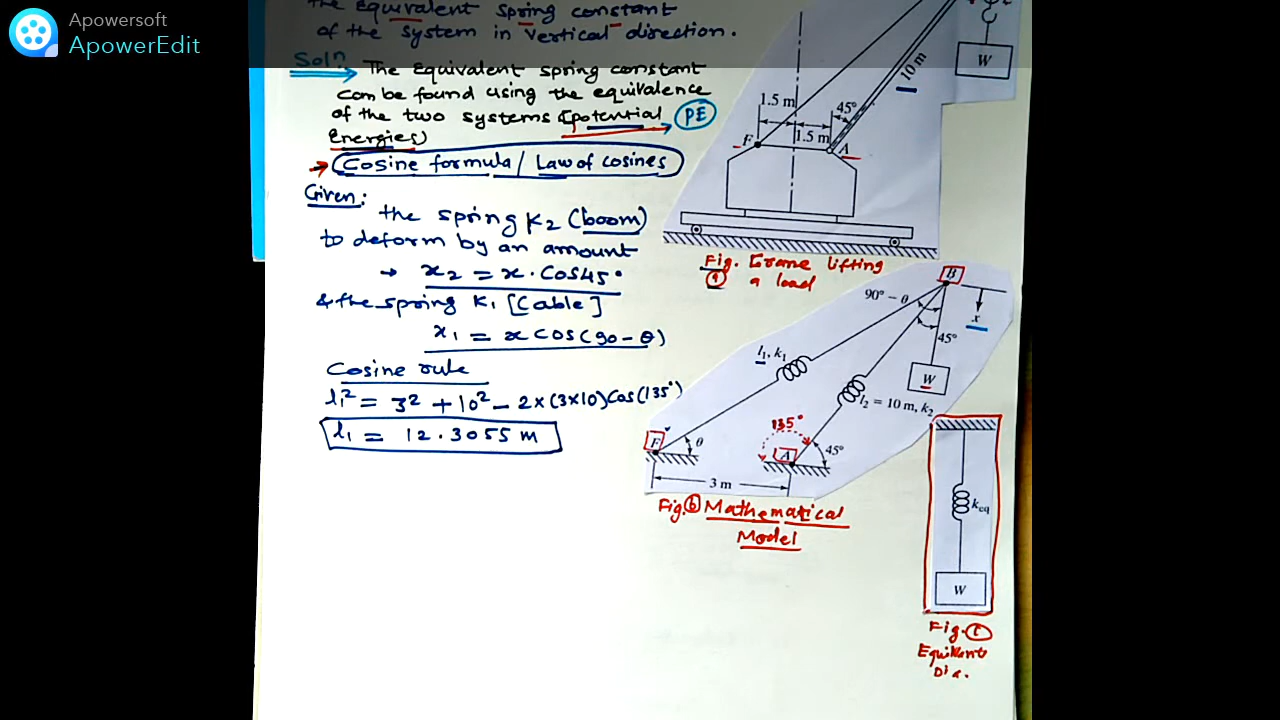 Apowersoft
ApowerEdit
the equivalent spring constant
of the system in vertical direction.
Solⁿ The Equivalent spring constant
can be found using the equivalence
of the two systems (potential
Energies) PE
Cosine formula / Law of cosines
Given:
the spring K₂ (boom)
to deform by an amount
→ x₂ = x . Cos45°
& the spring K₁ [Cable]
x₁ = x cos(90 - θ)
Cosine rule
l₁² = 3² + 10² - 2 × (3×10) Cos (135°)
l₁ = 12.3055 m
W
10 m
1.5 m
45°
1.5 m
F
A
Fig. Crane lifting
(a) a load
B
90° – θ
x
45°
l₁, k₁
W
l₂ = 10 m, k₂
135°
F
θ
A
45°
3 m
Fig. (b) Mathematical
Model
keq
W
Fig. (c)
Dia.